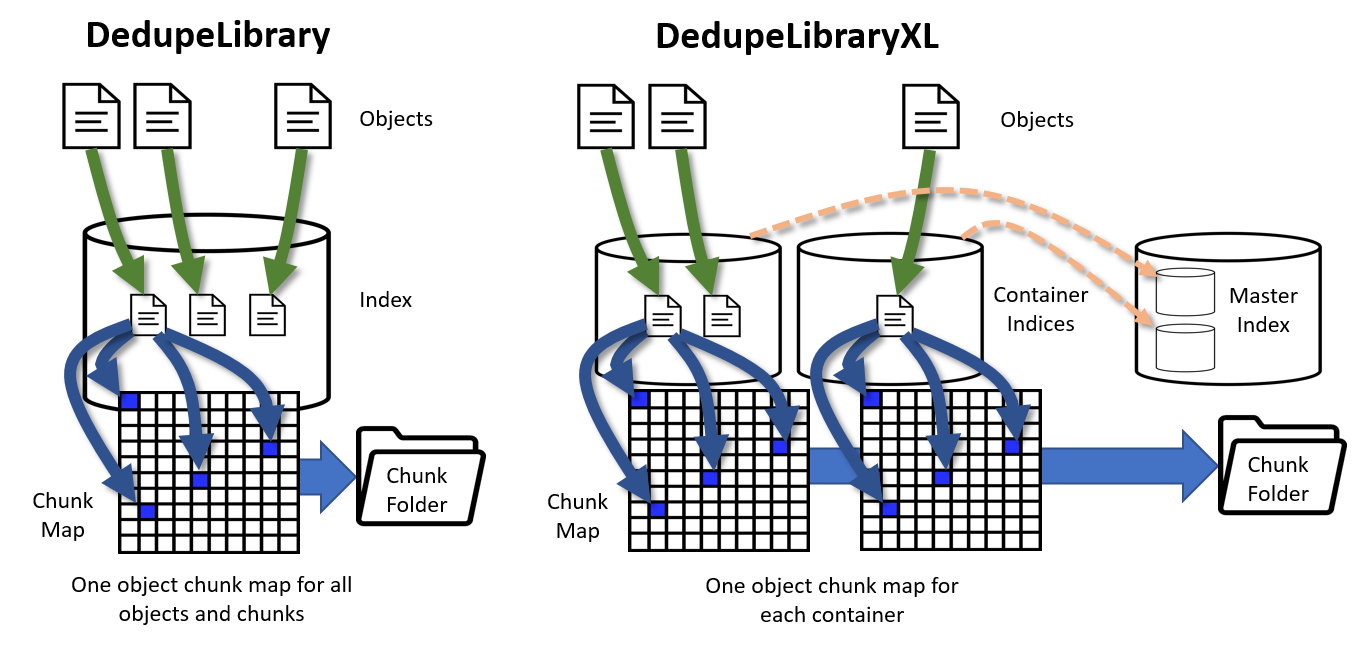 DedupeLibrary
Objects
Index
Chunk
Map
Chunk
Folder
One object chunk map for all
objects and chunks
DedupeLibraryXL
Objects
Container
Indices
Master
Index
Chunk
Map
Chunk
Folder
One object chunk map for
each container